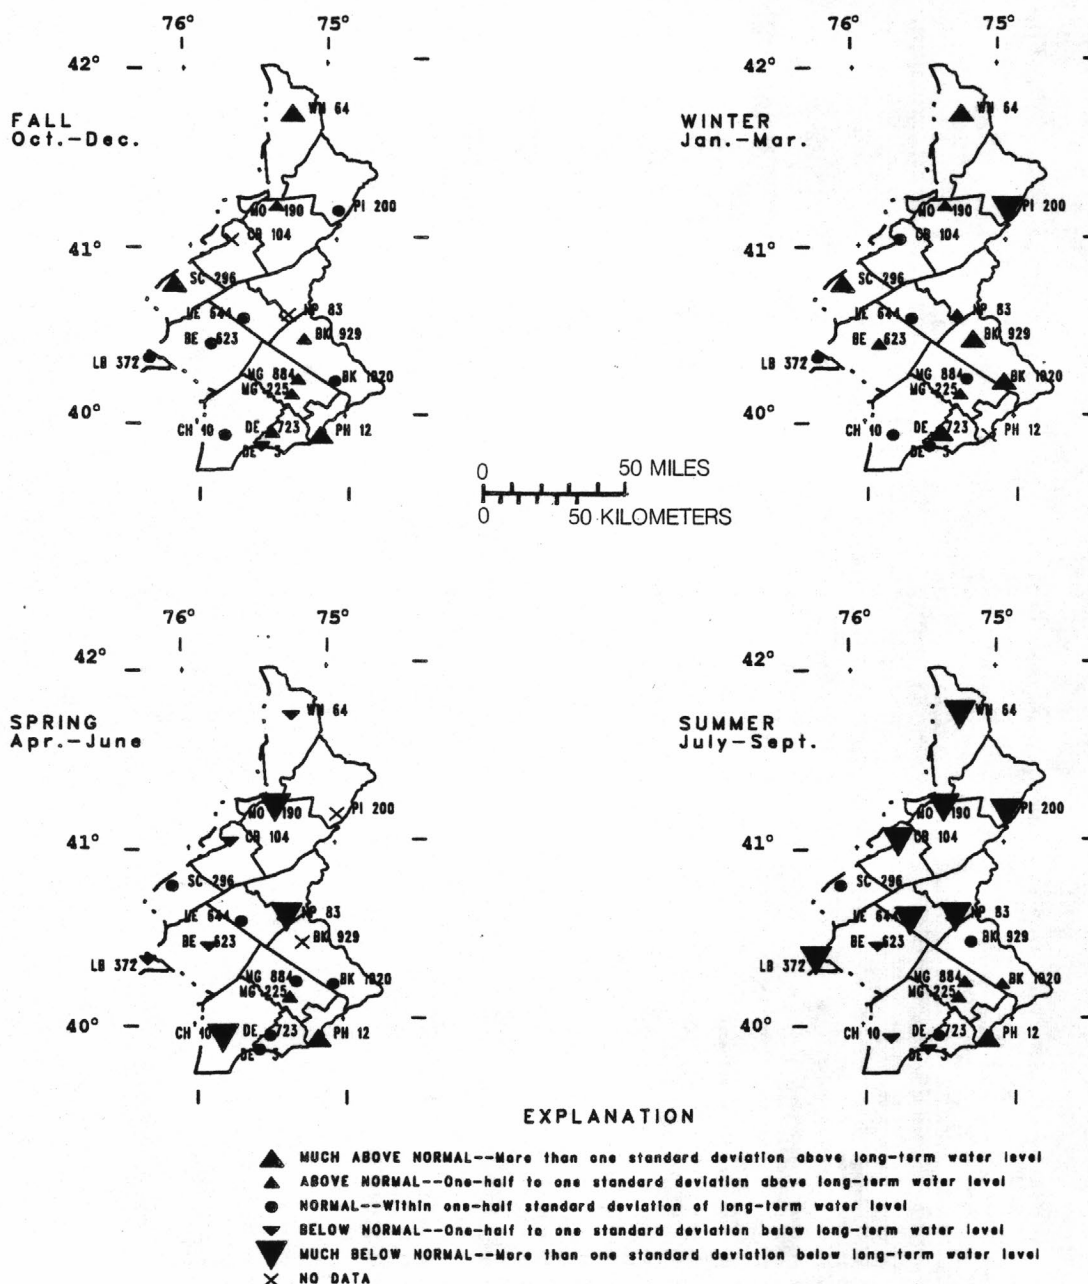 76° 75°
42°
FALL
Oct.-Dec.
WN 64
MO 190
PI 200
CB 104
41°
SC 296
LE 644
NP 83
BE 623
BK 929
LB 372
MG 884
BK 1020
MG 225
40°
CH 10
DE 723
PH 12
DE 3
76° 75°
42°
WINTER
Jan.-Mar.
WN 64
MO 190
PI 200
CB 104
41°
SC 296
LE 644
NP 83
BE 623
BK 929
LB 372
MG 884
BK 1020
MG 225
40°
CH 10
DE 723
PH 12
DE 3
0 50 MILES
0 50 KILOMETERS
76° 75°
42°
SPRING
Apr.-June
WN 64
MO 190
PI 200
CB 104
41°
SC 296
LE 644
NP 83
BE 623
BK 929
LB 372
MG 884
BK 1020
MG 225
40°
CH 10
DE 723
PH 12
DE 3
76° 75°
42°
SUMMER
July-Sept.
WN 64
MO 190
PI 200
CB 104
41°
SC 296
LE 644
NP 83
BE 623
BK 929
LB 372
MG 884
BK 1020
MG 225
40°
CH 10
DE 723
PH 12
DE 3
EXPLANATION
MUCH ABOVE NORMAL--More than one standard deviation above long-term water level
ABOVE NORMAL--One-half to one standard deviation above long-term water level
NORMAL--Within one-half standard deviation of long-term water level
BELOW NORMAL--One-half to one standard deviation below long-term water level
MUCH BELOW NORMAL--More than one standard deviation below long-term water level
NO DATA